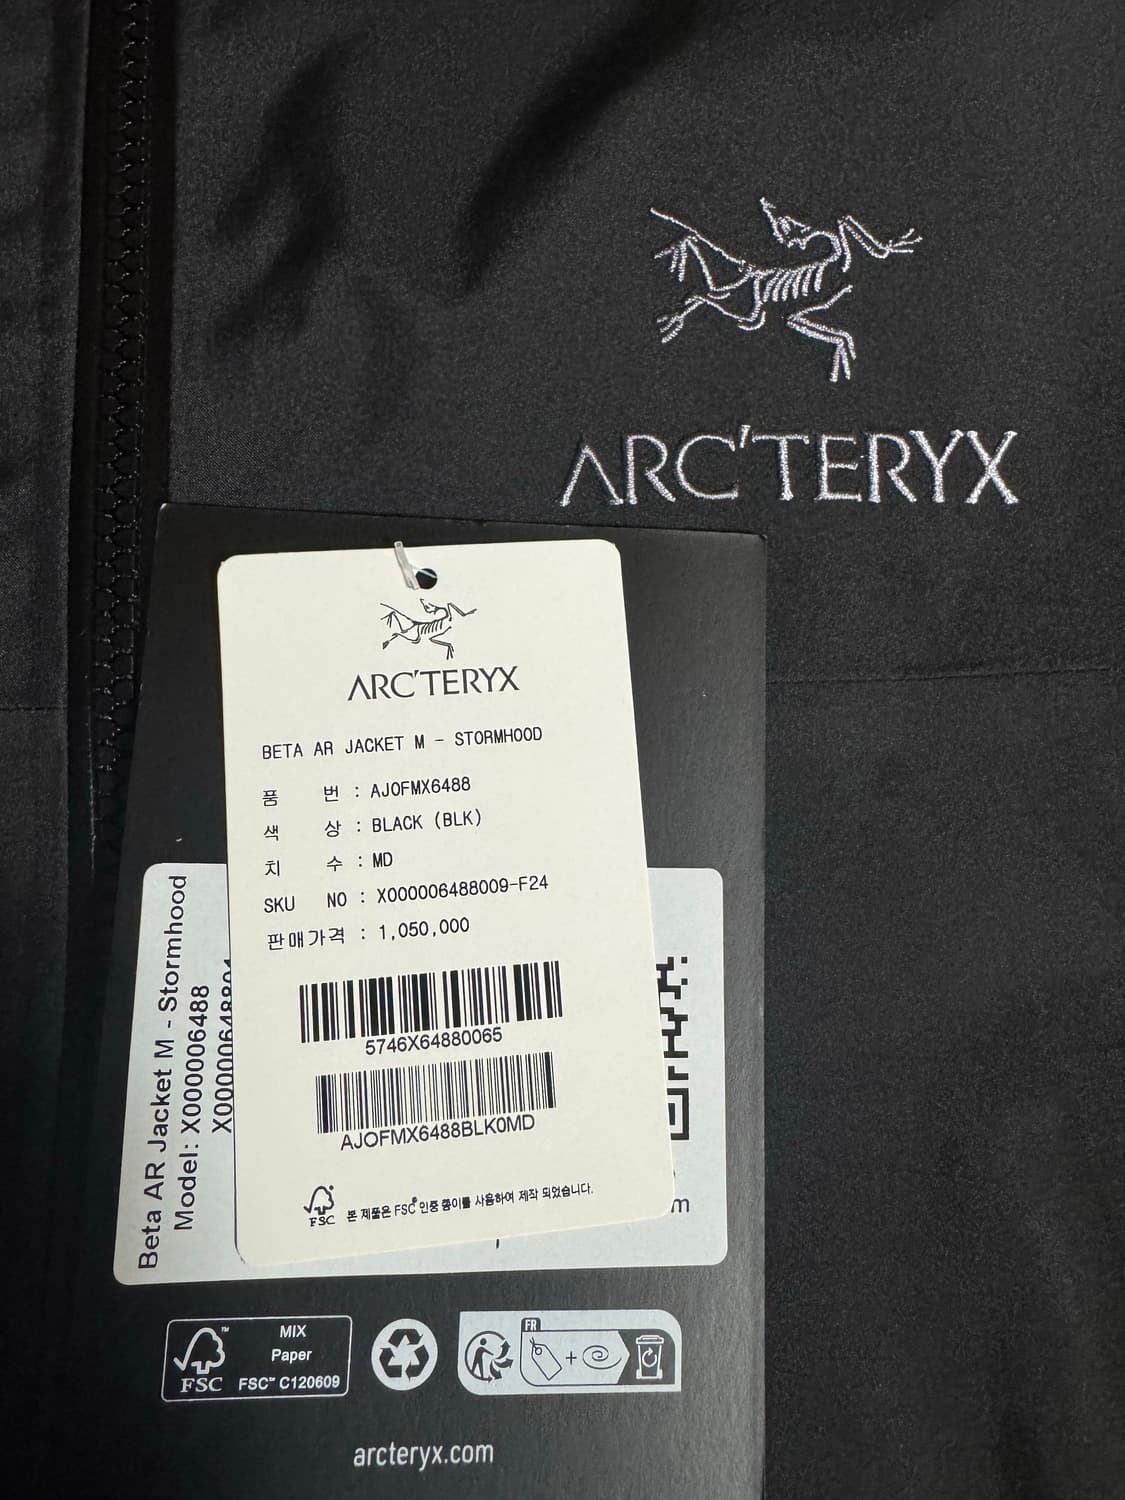 ARC'TERYX
ARC'TERYX
BETA AR JACKET M - STORMHOOD
품 번 : AJOFMX6488
색 상 : BLACK (BLK)
치 수 : MD
SKU NO : X000006488009-F24
판매가격 : 1,050,000
5746X64880065
AJOFMX6488BLK0MD
FSC 본 제품은 FSC® 인증 종이를 사용하여 제작 되었습니다.
Beta AR Jacket M - Stormhood
Model: X000006488
FSC™
MIX
Paper
FSC™ C120609
FR
arcteryx.com